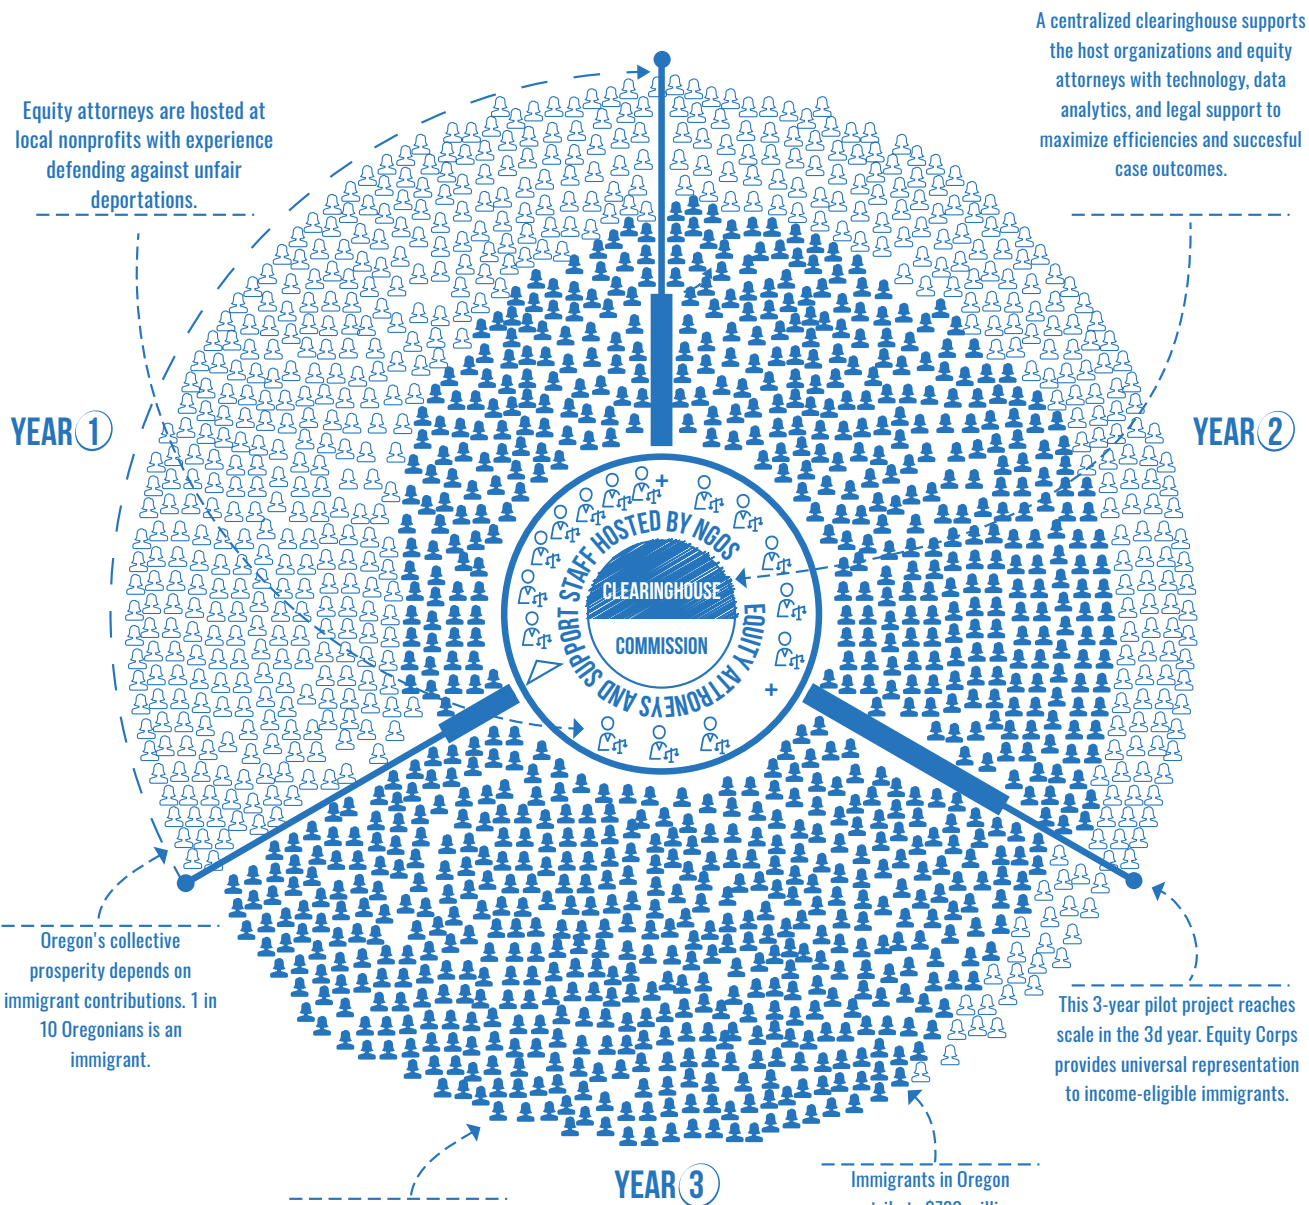 A centralized clearinghouse supports
the host organizations and equity
attorneys with technology, data
analytics, and legal support to
maximize efficiencies and succesful
case outcomes.
Equity attorneys are hosted at
local nonprofits with experience
defending against unfair
deportations.
YEAR 1
YEAR 2
SUPPORT STAFF HOSTED BY NGOS
EQUITY ATTRONEYS AND
CLEARINGHOUSE
COMMISSION
Oregon's collective
prosperity depends on
immigrant contributions. 1 in
10 Oregonians is an
immigrant.
This 3-year pilot project reaches
scale in the 3d year. Equity Corps
provides universal representation
to income-eligible immigrants.
YEAR 3
Immigrants in Oregon